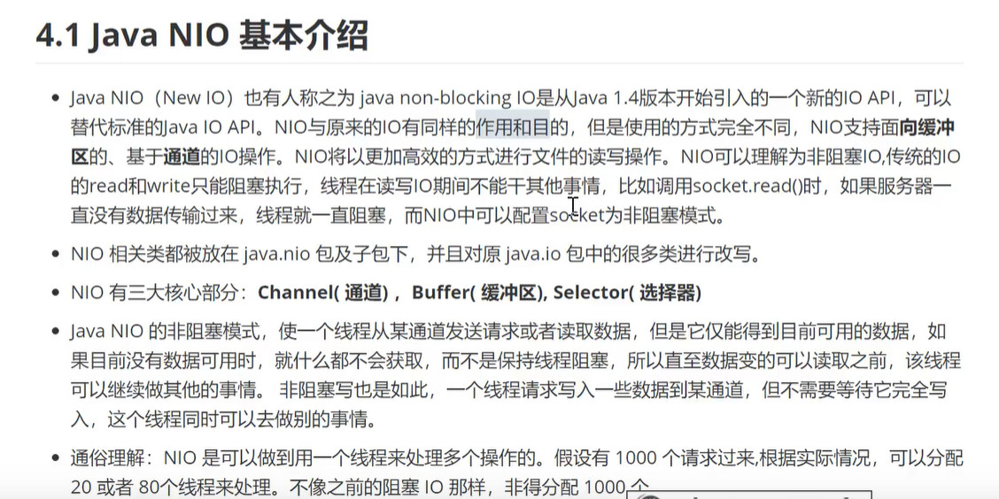 4.1 Java NIO 基本介绍
Java NIO（New IO）也有人称之为 java non-blocking IO是从Java 1.4版本开始引入的一个新的IO API，可以
替代标准的Java IO API。NIO与原来的IO有同样的作用和目的，但是使用的方式完全不同，NIO支持面向缓冲
区的、基于通道的IO操作。NIO将以更加高效的方式进行文件的读写操作。NIO可以理解为非阻塞IO,传统的IO
的read和write只能阻塞执行，线程在读写IO期间不能干其他事情，比如调用socket.read()时，如果服务器一
直没有数据传输过来，线程就一直阻塞，而NIO中可以配置socket为非阻塞模式。
NIO 相关类都被放在 java.nio 包及子包下，并且对原 java.io 包中的很多类进行改写。
NIO 有三大核心部分：Channel( 通道) ，Buffer( 缓冲区), Selector( 选择器)
Java NIO 的非阻塞模式，使一个线程从某通道发送请求或者读取数据，但是它仅能得到目前可用的数据，如
果目前没有数据可用时，就什么都不会获取，而不是保持线程阻塞，所以直至数据变的可以读取之前，该线程
可以继续做其他的事情。 非阻塞写也是如此，一个线程请求写入一些数据到某通道，但不需要等待它完全写
入，这个线程同时可以去做别的事情。
通俗理解：NIO 是可以做到用一个线程来处理多个操作的。假设有 1000 个请求过来,根据实际情况，可以分配
20 或者 80个线程来处理。不像之前的阻塞 IO 那样，非得分配 1000 个